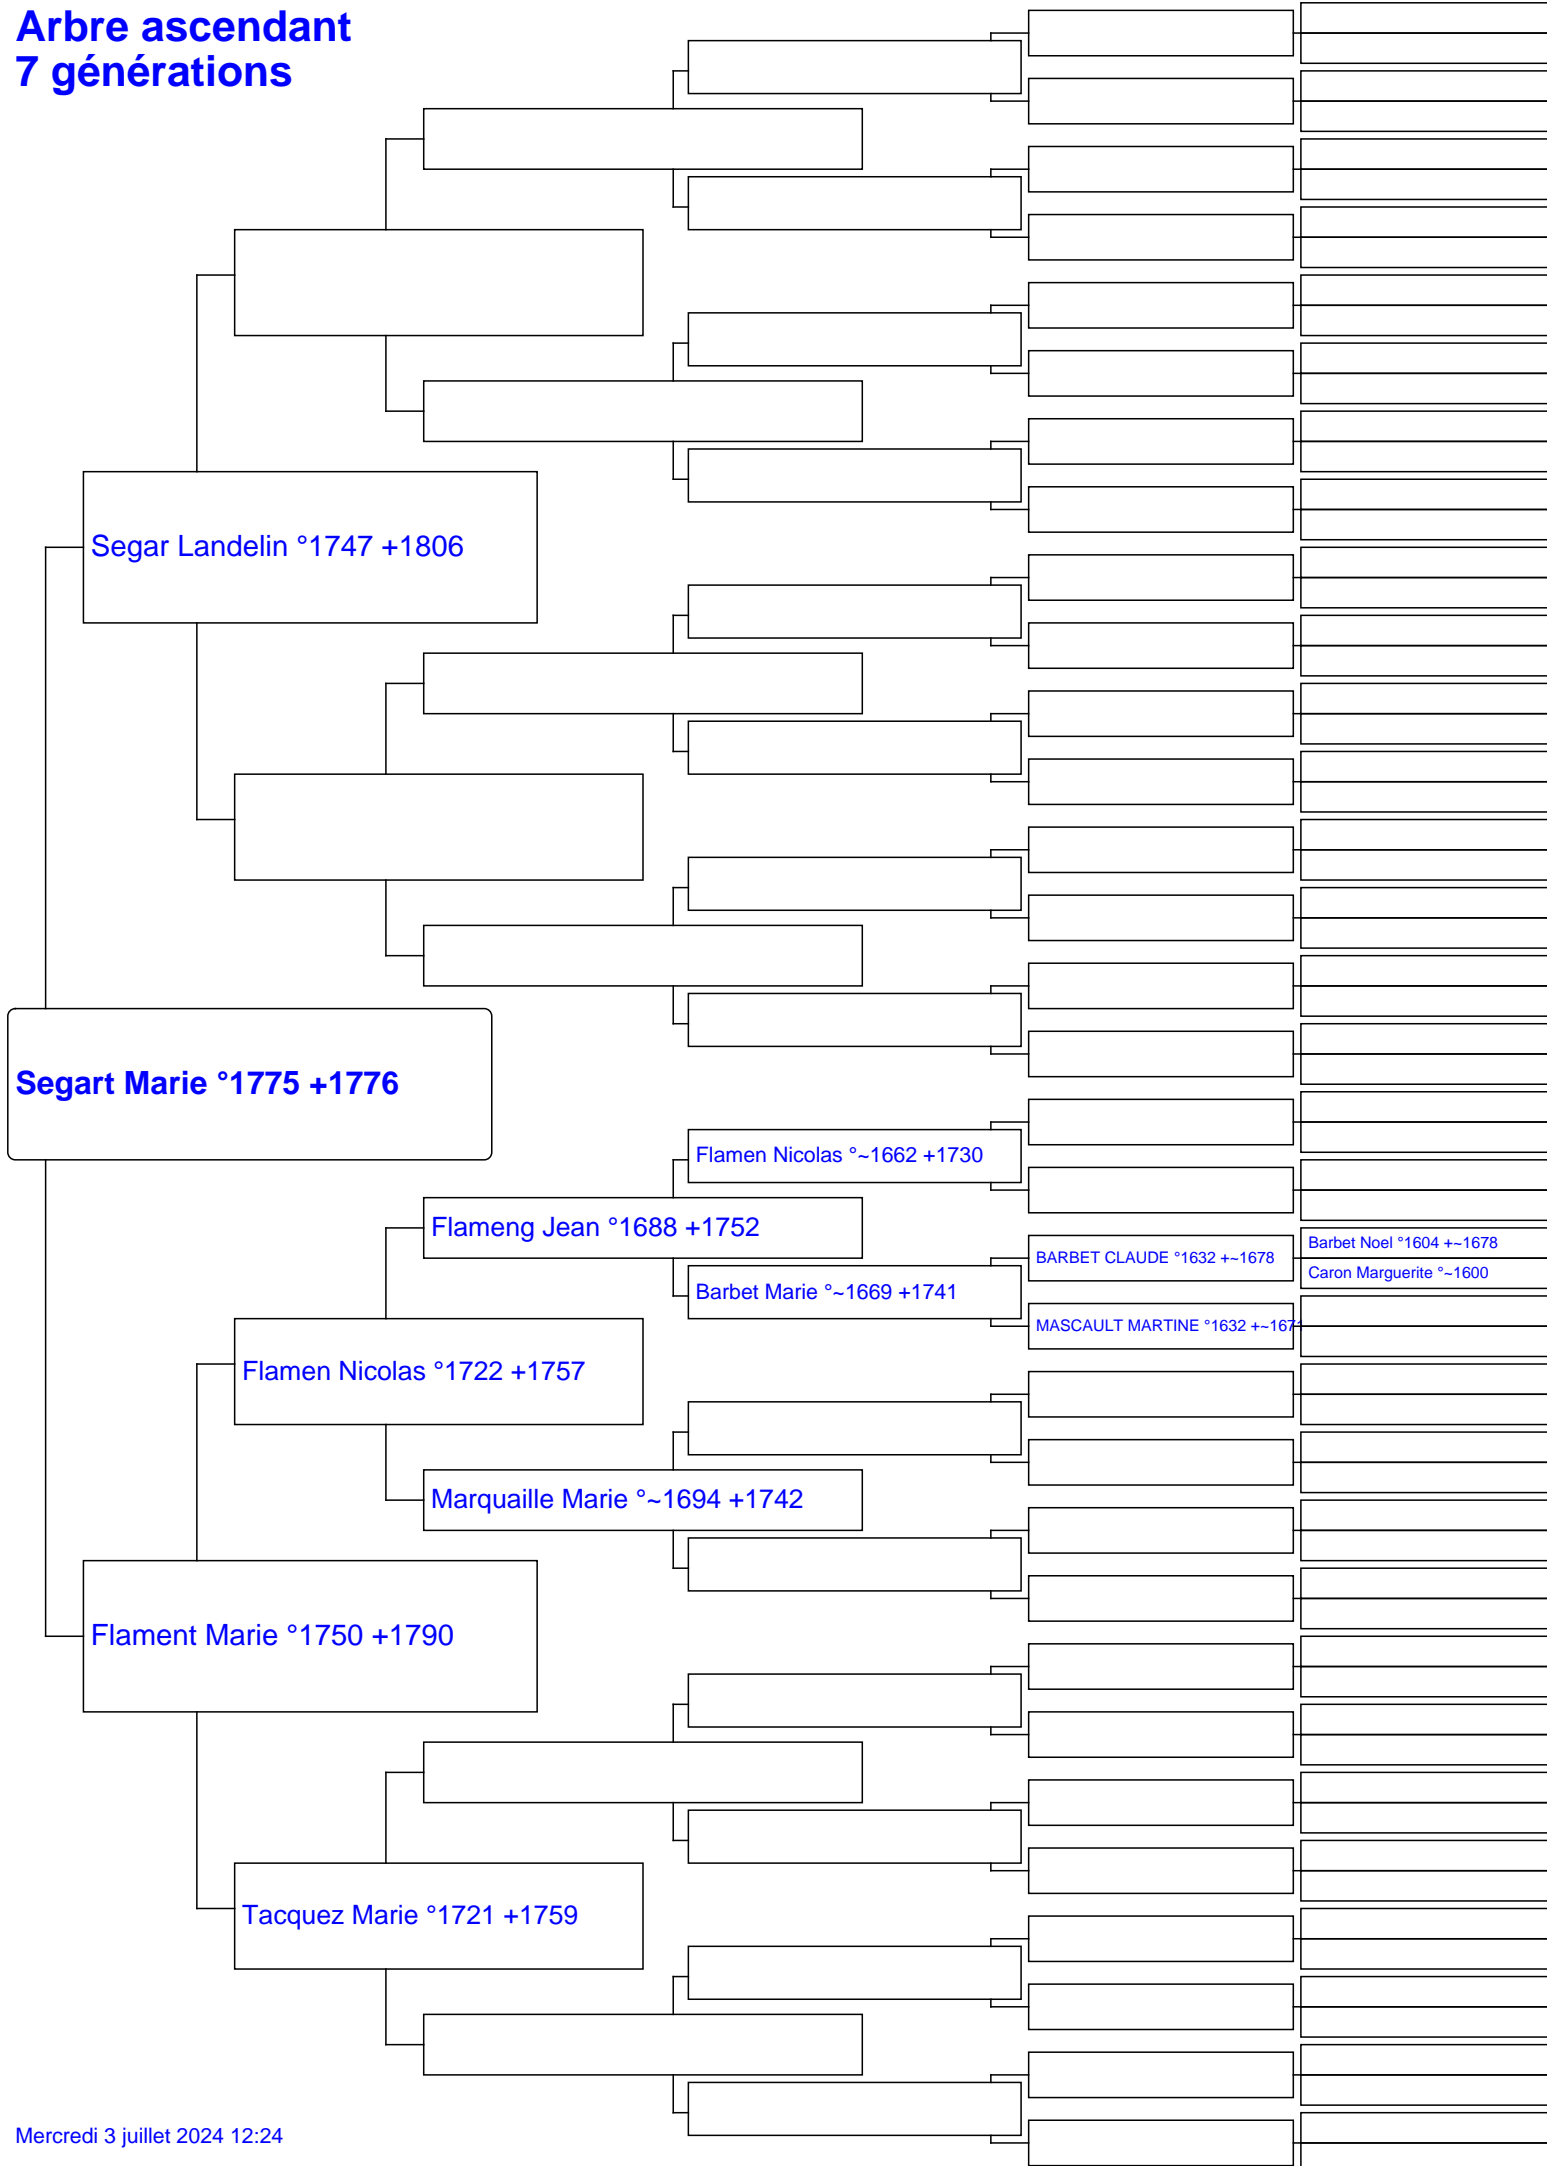 Arbre ascendant
7 générations
Segar Landelin °1747 +1806
Segart Marie °1775 +1776
Flamen Nicolas °~1662 +1730
Flameng Jean °1688 +1752
BARBET CLAUDE °1632 +~1678
Barbet Noel °1604 +~1678
Caron Marguerite °~1600
Barbet Marie °~1669 +1741
MASCAULT MARTINE °1632 +~167
Flamen Nicolas °1722 +1757
Marquaille Marie °~1694 +1742
Flament Marie °1750 +1790
Tacquez Marie °1721 +1759
Mercredi 3 juillet 2024 12:24